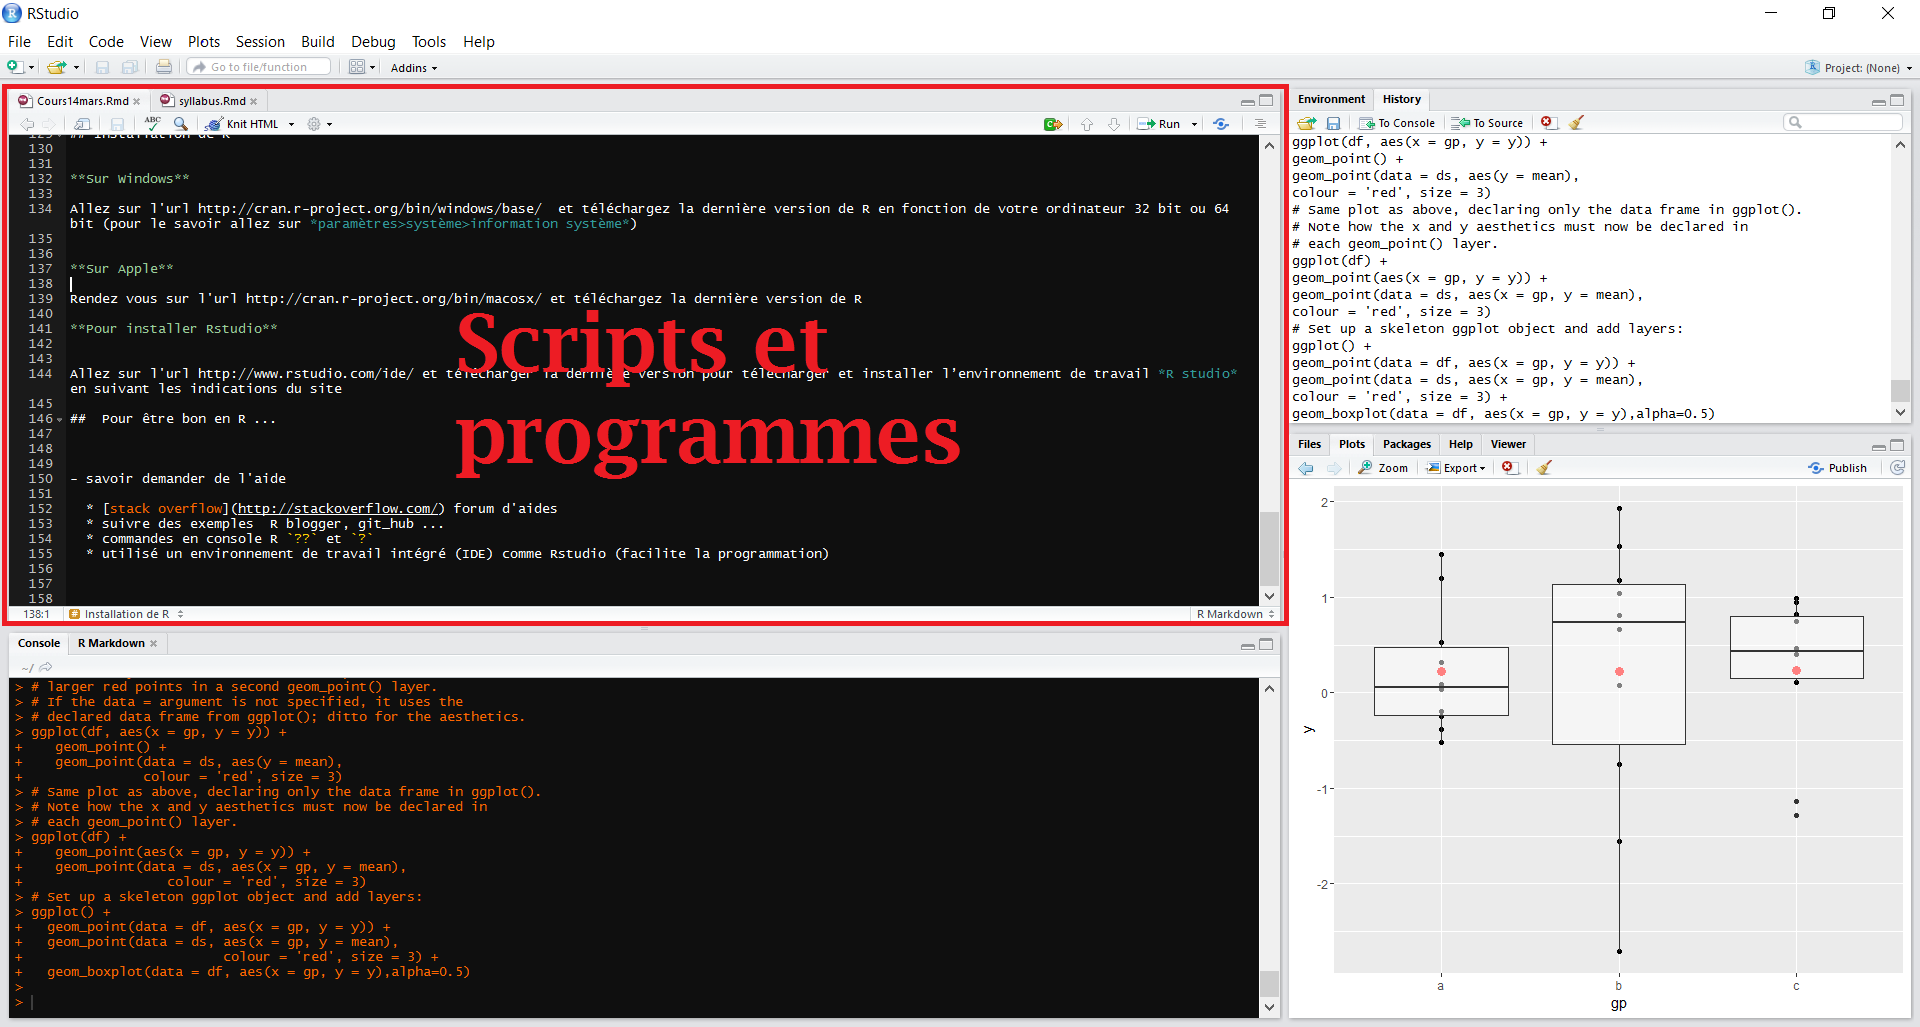 RStudio
File Edit Code View Plots Session Build Debug Tools Help
Go to file/function Addins Project: (None)
Cours14mars.Rmd syllabus.Rmd
ABC Knit HTML Run
129 ## Installation de R
130
131
132 **Sur Windows**
133
134 Allez sur l'url http://cran.r-project.org/bin/windows/base/  et téléchargez la dernière version de R en fonction de votre ordinateur 32 bit ou 64
bit (pour le savoir allez sur *paramètres>système>information système*)
135
136
137 **Sur Apple**
138
139 Rendez vous sur l'url http://cran.r-project.org/bin/macosx/ et téléchargez la dernière version de R
140
141 **Pour installer Rstudio**
142
143
144 Allez sur l'url http://www.rstudio.com/ide/ et télécharger la dernière version pour télécharger et installer l'environnement de travail *R studio*
en suivant les indications du site
145
146 ##  Pour être bon en R ...
147
148
149
150 - savoir demander de l'aide
151
152 * [stack overflow](http://stackoverflow.com/) forum d'aides
153 * suivre des exemples  R blogger, git_hub ...
154 * commandes en console R `??` et `?`
155 * utilisé un environnement de travail intégré (IDE) comme Rstudio (facilite la programmation)
156
157
158
Scripts et
programmes
138:1 Installation de R R Markdown
Console R Markdown
~/
> # larger red points in a second geom_point() layer.
> # If the data = argument is not specified, it uses the
> # declared data frame from ggplot(); ditto for the aesthetics.
> ggplot(df, aes(x = gp, y = y)) +
+    geom_point() +
+    geom_point(data = ds, aes(y = mean),
+               colour = 'red', size = 3)
> # Same plot as above, declaring only the data frame in ggplot().
> # Note how the x and y aesthetics must now be declared in
> # each geom_point() layer.
> ggplot(df) +
+    geom_point(aes(x = gp, y = y)) +
+    geom_point(data = ds, aes(x = gp, y = mean),
+                  colour = 'red', size = 3)
> # Set up a skeleton ggplot object and add layers:
> ggplot() +
+   geom_point(data = df, aes(x = gp, y = y)) +
+   geom_point(data = ds, aes(x = gp, y = mean),
+                         colour = 'red', size = 3) +
+   geom_boxplot(data = df, aes(x = gp, y = y),alpha=0.5)
>
>
Environment History
To Console To Source
ggplot(df, aes(x = gp, y = y)) +
geom_point() +
geom_point(data = ds, aes(y = mean),
colour = 'red', size = 3)
# Same plot as above, declaring only the data frame in ggplot().
# Note how the x and y aesthetics must now be declared in
# each geom_point() layer.
ggplot(df) +
geom_point(aes(x = gp, y = y)) +
geom_point(data = ds, aes(x = gp, y = mean),
colour = 'red', size = 3)
# Set up a skeleton ggplot object and add layers:
ggplot() +
geom_point(data = df, aes(x = gp, y = y)) +
geom_point(data = ds, aes(x = gp, y = mean),
colour = 'red', size = 3) +
geom_boxplot(data = df, aes(x = gp, y = y),alpha=0.5)
Files Plots Packages Help Viewer
Zoom Export Publish
2
1
0
-1
-2
y
a b c
gp